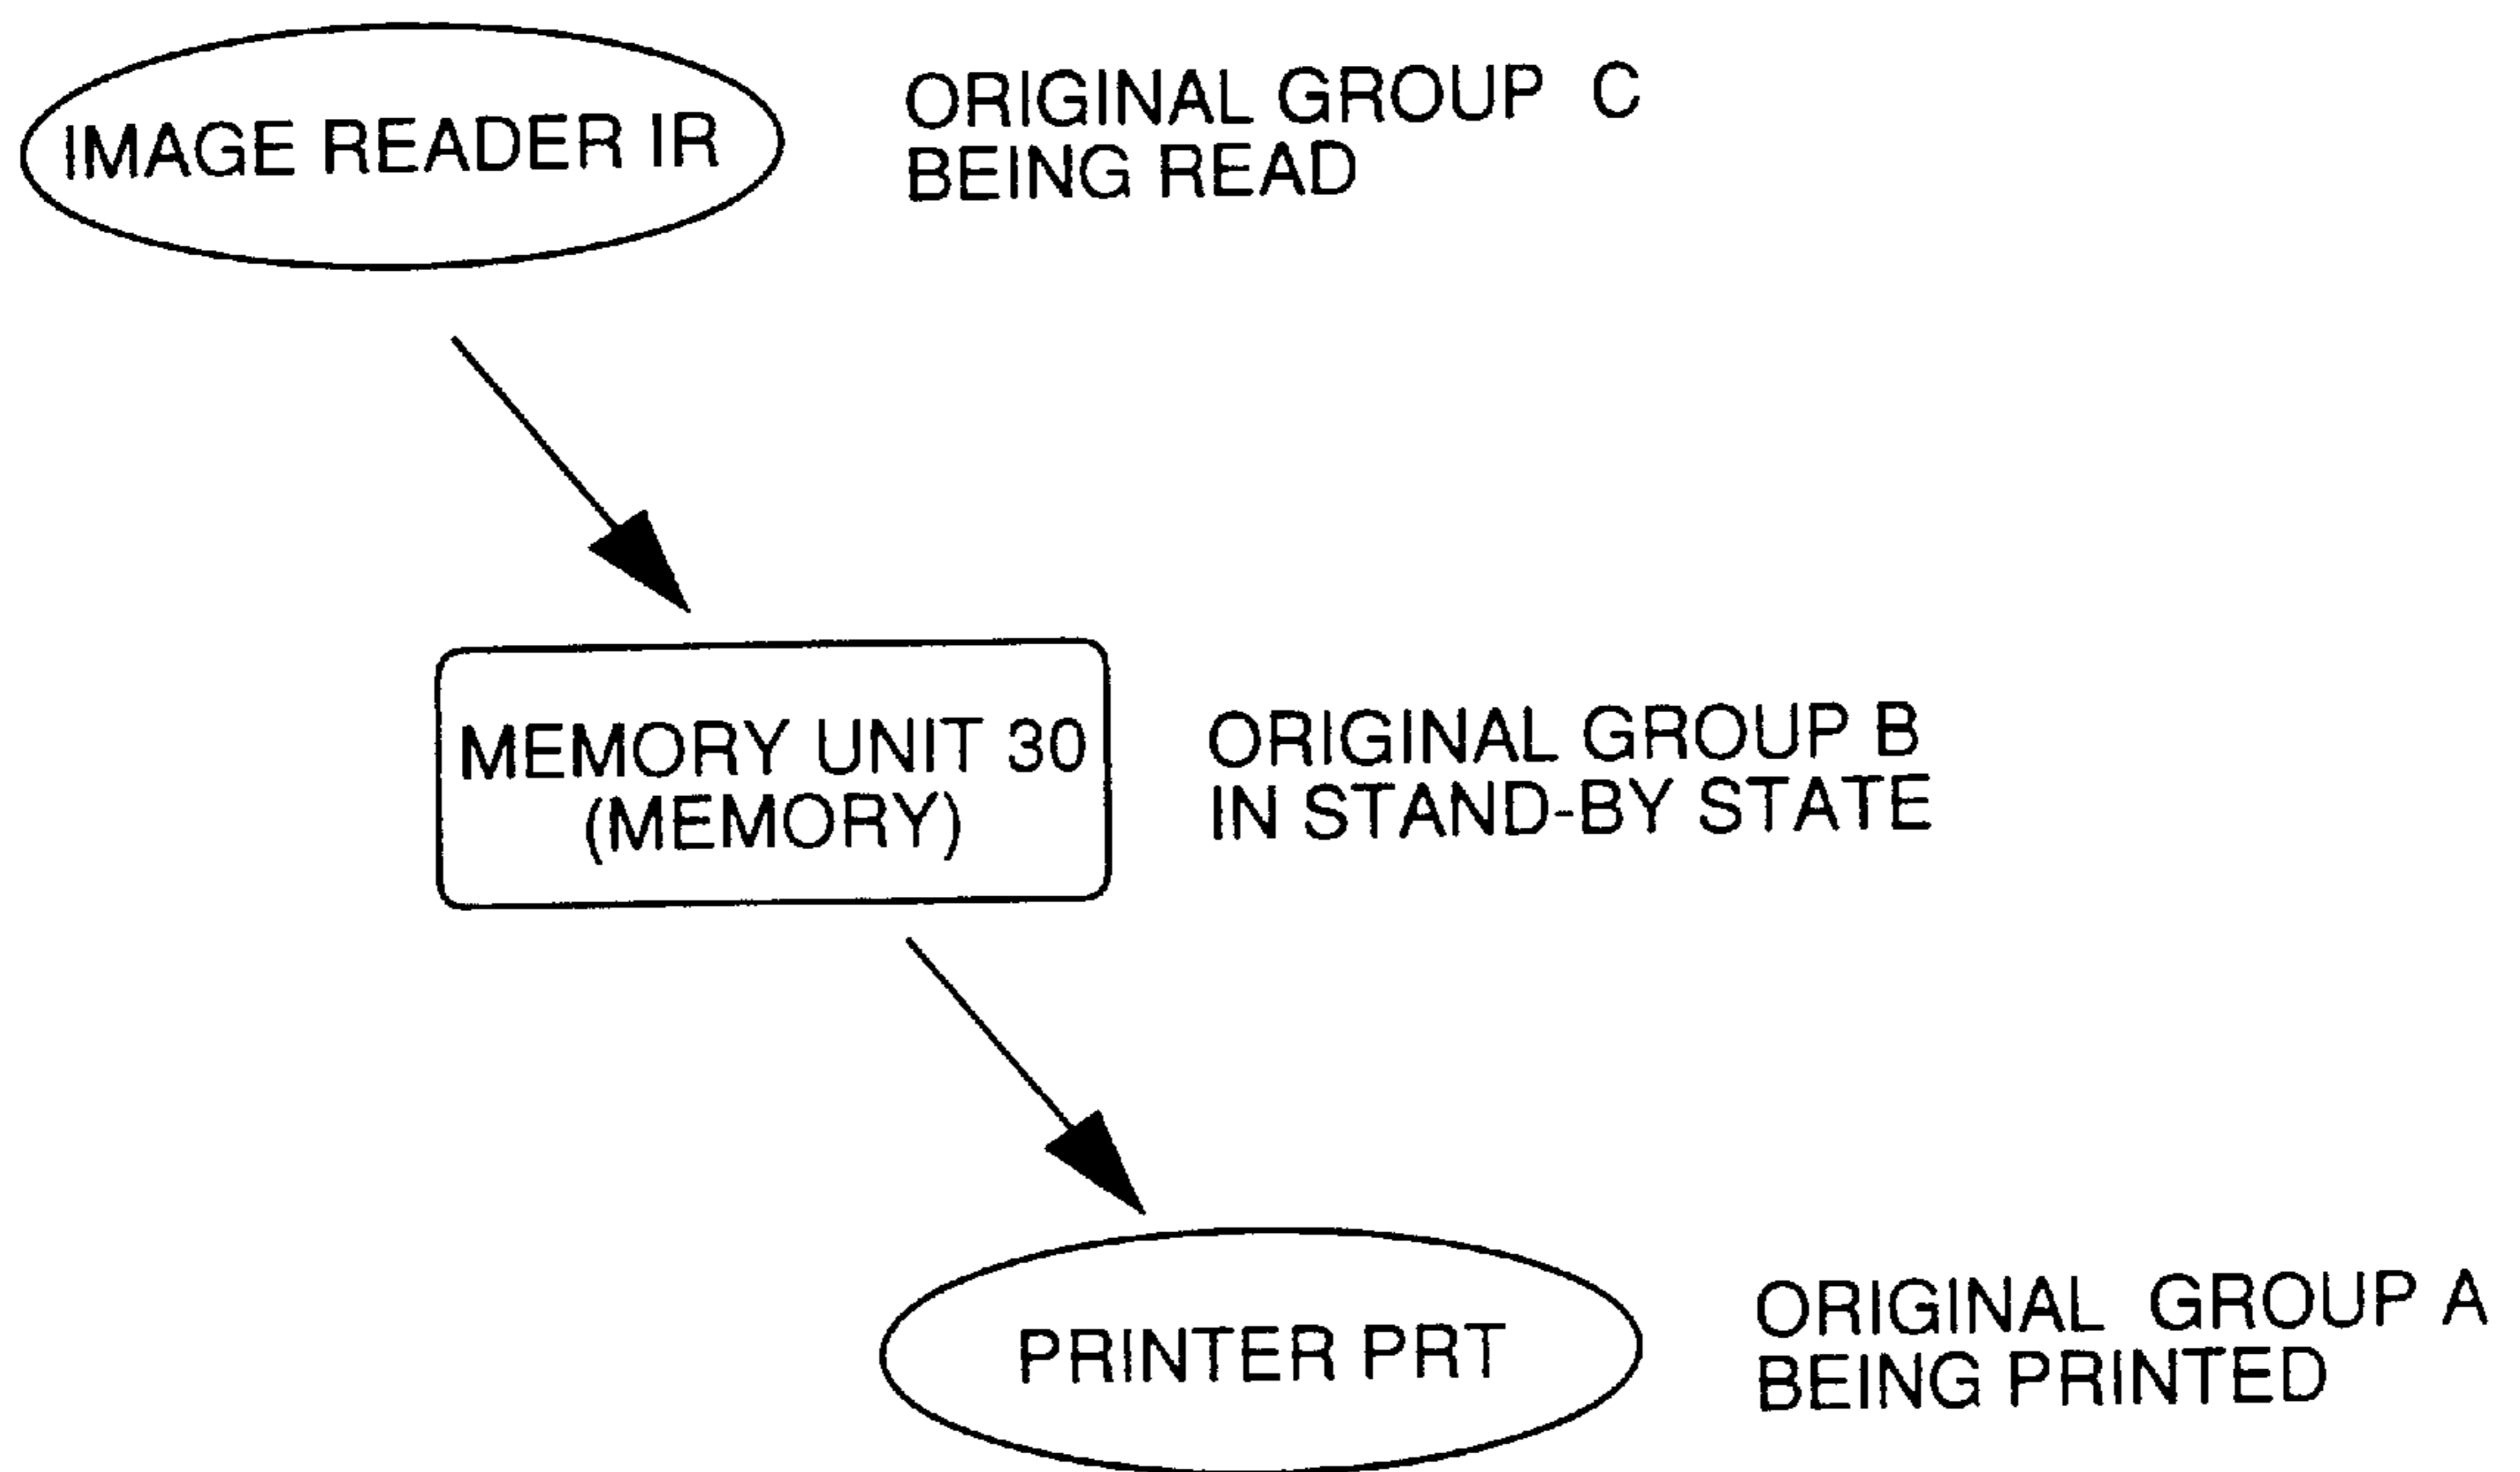 IMAGE READER IR
ORIGINAL GROUP C
BEING READ
MEMORY UNIT 30
(MEMORY)
ORIGINAL GROUP B
IN STAND-BY STATE
PRINTER PRT
ORIGINAL GROUP A
BEING PRINTED